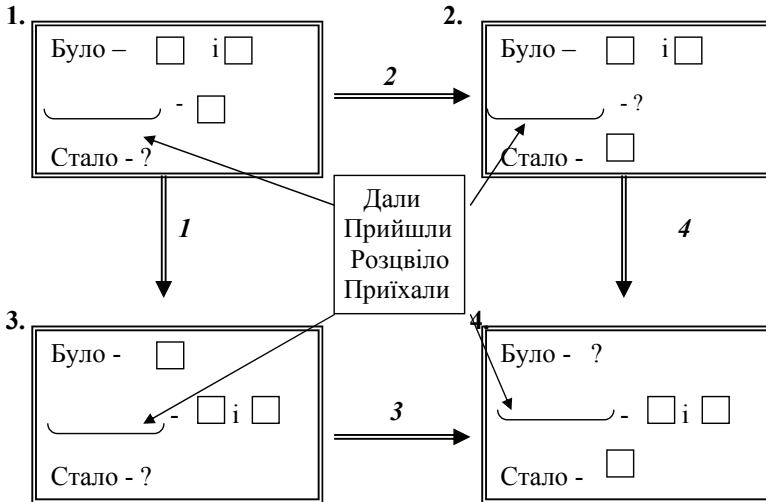 1.
Було – і
- 
Стало - ?
2
2.
Було – і
- ?
Стало -
1
Дали
Прийшли
Розцвіло
Приїхали
4
3.
Було -
- і
Стало - ?
3
4.
Було - ?
- і
Стало -